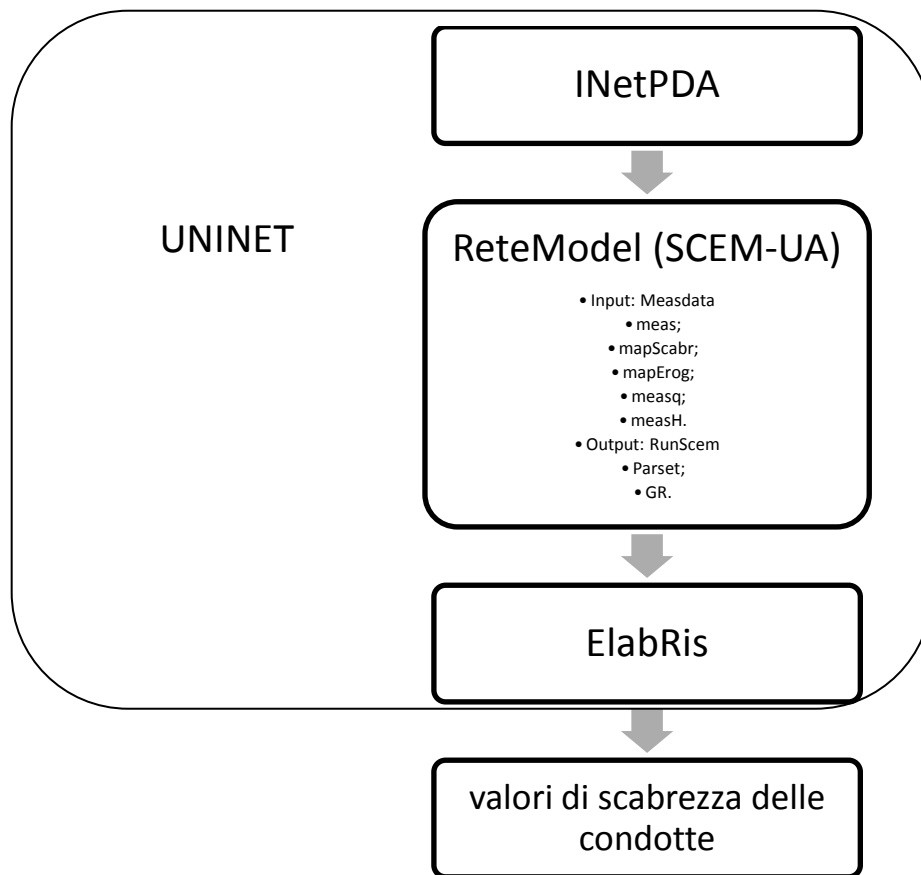 INetPDA
UNINET
ReteModel (SCEM-UA)
• Input: Measdata
• meas;
• mapScabr;
• mapErog;
• measq;
• measH.
• Output: RunScem
• Parset;
• GR.
ElabRis
valori di scabrezza delle
condotte